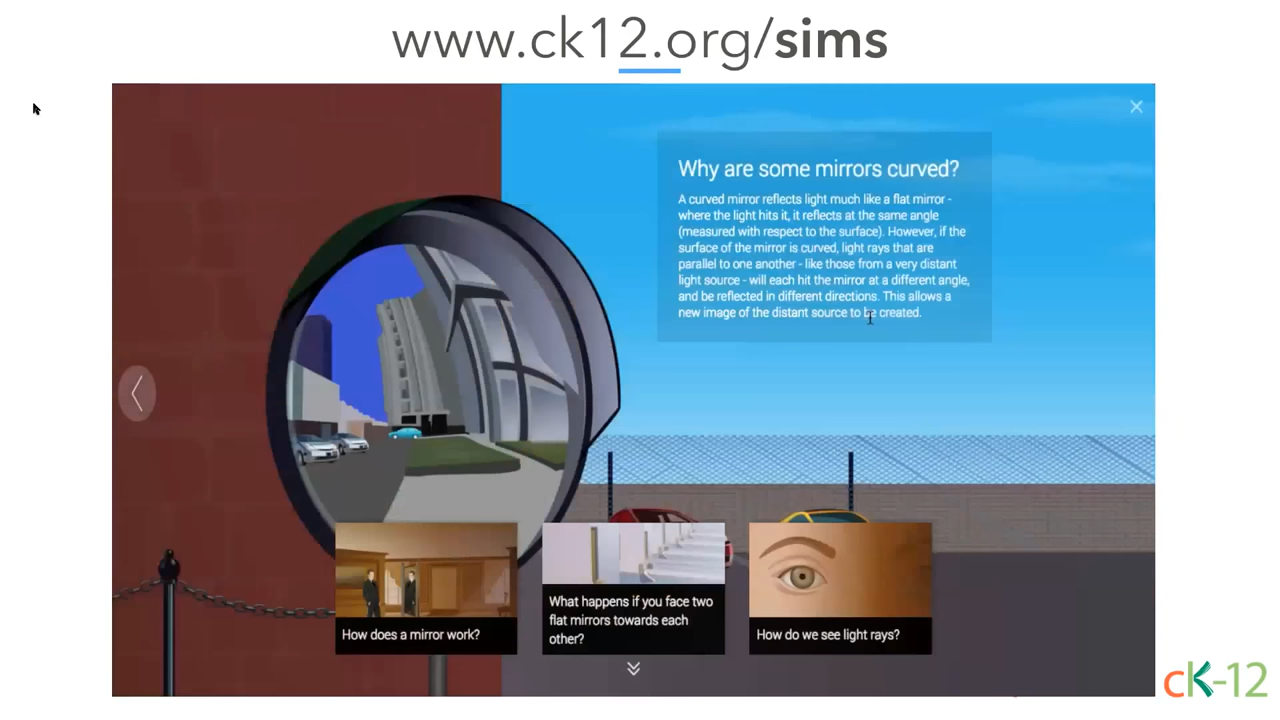 www.ck12.org/sims
Why are some mirrors curved?
A curved mirror reflects light much like a flat mirror -
where the light hits it, it reflects at the same angle
(measured with respect to the surface). However, if the
surface of the mirror is curved, light rays that are
parallel to one another - like those from a very distant
light source - will each hit the mirror at a different angle,
and be reflected in different directions. This allows a
new image of the distant source to be created.
How does a mirror work?
What happens if you face two
flat mirrors towards each
other?
How do we see light rays?
cK-12